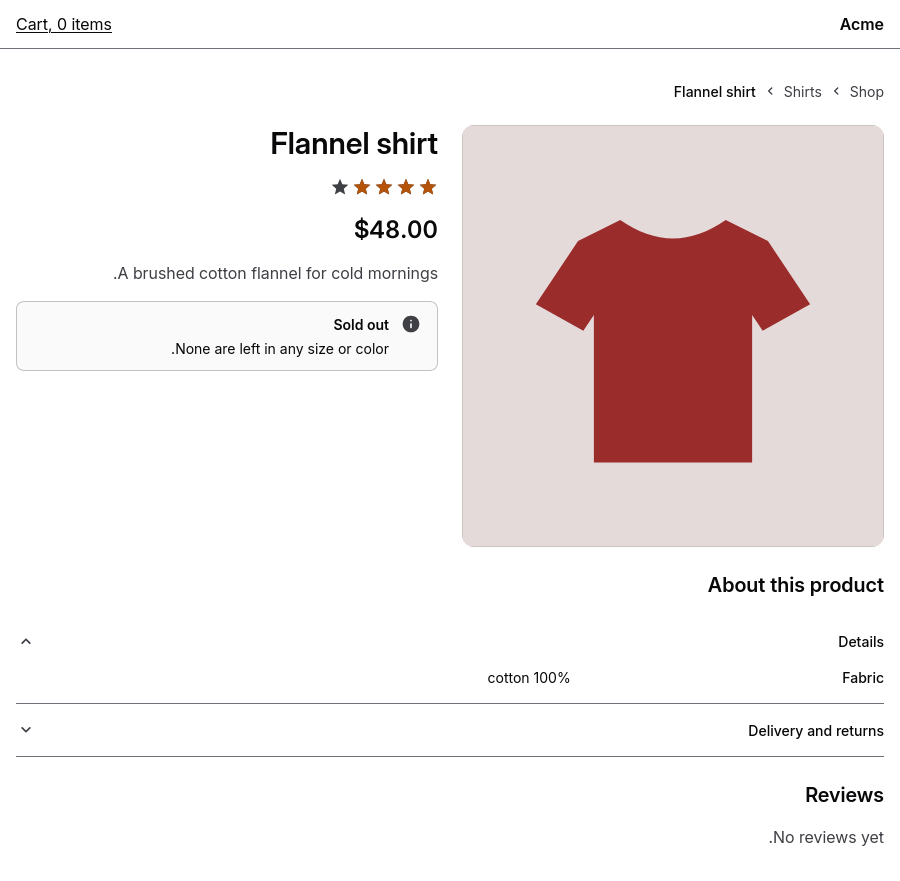 Acme
Cart, 0 items
Shop
Shirts
Flannel shirt
Flannel shirt
$48.00
.A brushed cotton flannel for cold mornings
Sold out
.None are left in any size or color
About this product
Details
Fabric
cotton 100%
Delivery and returns
Reviews
.No reviews yet